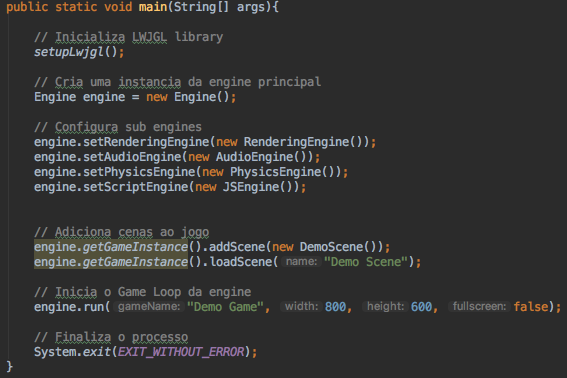 public static void main(String[] args){
// Inicializa LWJGL library
setupLwjgl();
// Cria uma instancia da engine principal
Engine engine = new Engine();
// Configura sub engines
engine.setRenderingEngine(new RenderingEngine());
engine.setAudioEngine(new AudioEngine());
engine.setPhysicsEngine(new PhysicsEngine());
engine.setScriptEngine(new JSEngine());
// Adiciona cenas ao jogo
engine.getGameInstance().addScene(new DemoScene());
engine.getGameInstance().loadScene( name: "Demo Scene");
// Inicia o Game Loop da engine
engine.run( gameName: "Demo Game", width: 800, height: 600, fullscreen: false);
// Finaliza o processo
System.exit(EXIT_WITHOUT_ERROR);
}